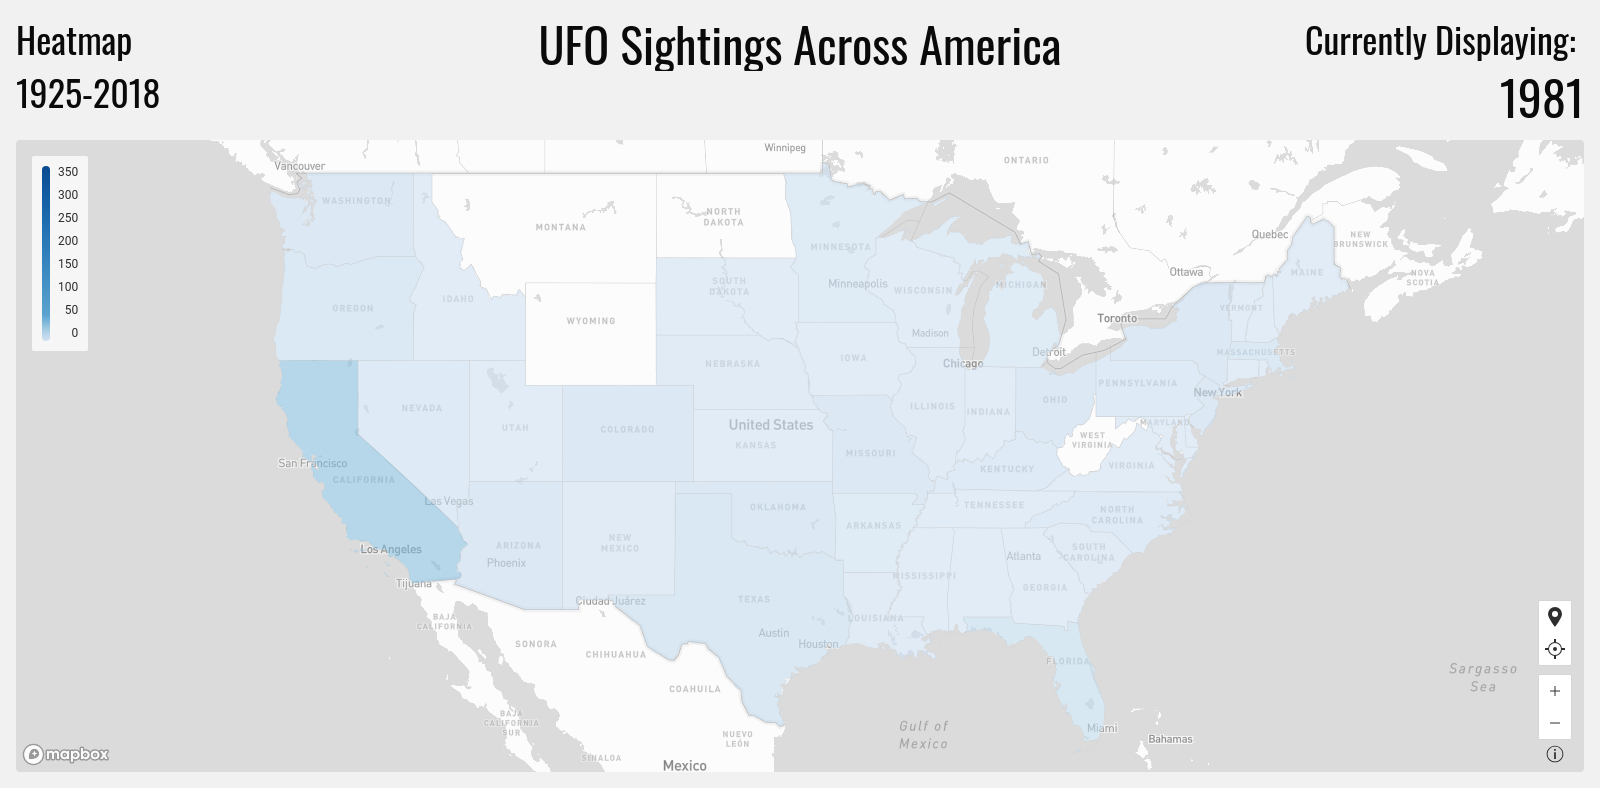 Heatmap
1925-2018
UFO Sightings Across America
Currently Displaying:
1981
350
300
250
200
150
100
50
0
Vancouver
Winnipeg
ONTARIO
WASHINGTON
MONTANA
NORTH
DAKOTA
MINNESOTA
Quebec
NEW
BRUNSWICK
Ottawa
MAINE
NOVA
SCOTIA
OREGON
IDAHO
WYOMING
SOUTH
DAKOTA
Minneapolis
WISCONSIN
MICHIGAN
Toronto
VERMONT
Madison
Detroit
MASSACHUSETTS
Chicago
NEBRASKA
IOWA
PENNSYLVANIA
New York
NEVADA
UTAH
COLORADO
United States
KANSAS
ILLINOIS
INDIANA
OHIO
WEST
VIRGINIA
MARYLAND
MISSOURI
KENTUCKY
VIRGINIA
San Francisco
CALIFORNIA
Las Vegas
OKLAHOMA
ARKANSAS
TENNESSEE
NORTH
CAROLINA
Los Angeles
ARIZONA
Phoenix
NEW
MEXICO
Atlanta
SOUTH
CAROLINA
Tijuana
Ciudad Juárez
TEXAS
MISSISSIPPI
GEORGIA
BAJA
CALIFORNIA
SONORA
CHIHUAHUA
Austin
Houston
LOUISIANA
FLORIDA
COAHUILA
Sargasso
Sea
BAJA
CALIFORNIA
SUR
SINALOA
NUEVO
LEÓN
Mexico
Gulf of
Mexico
Miami
Bahamas
mapbox